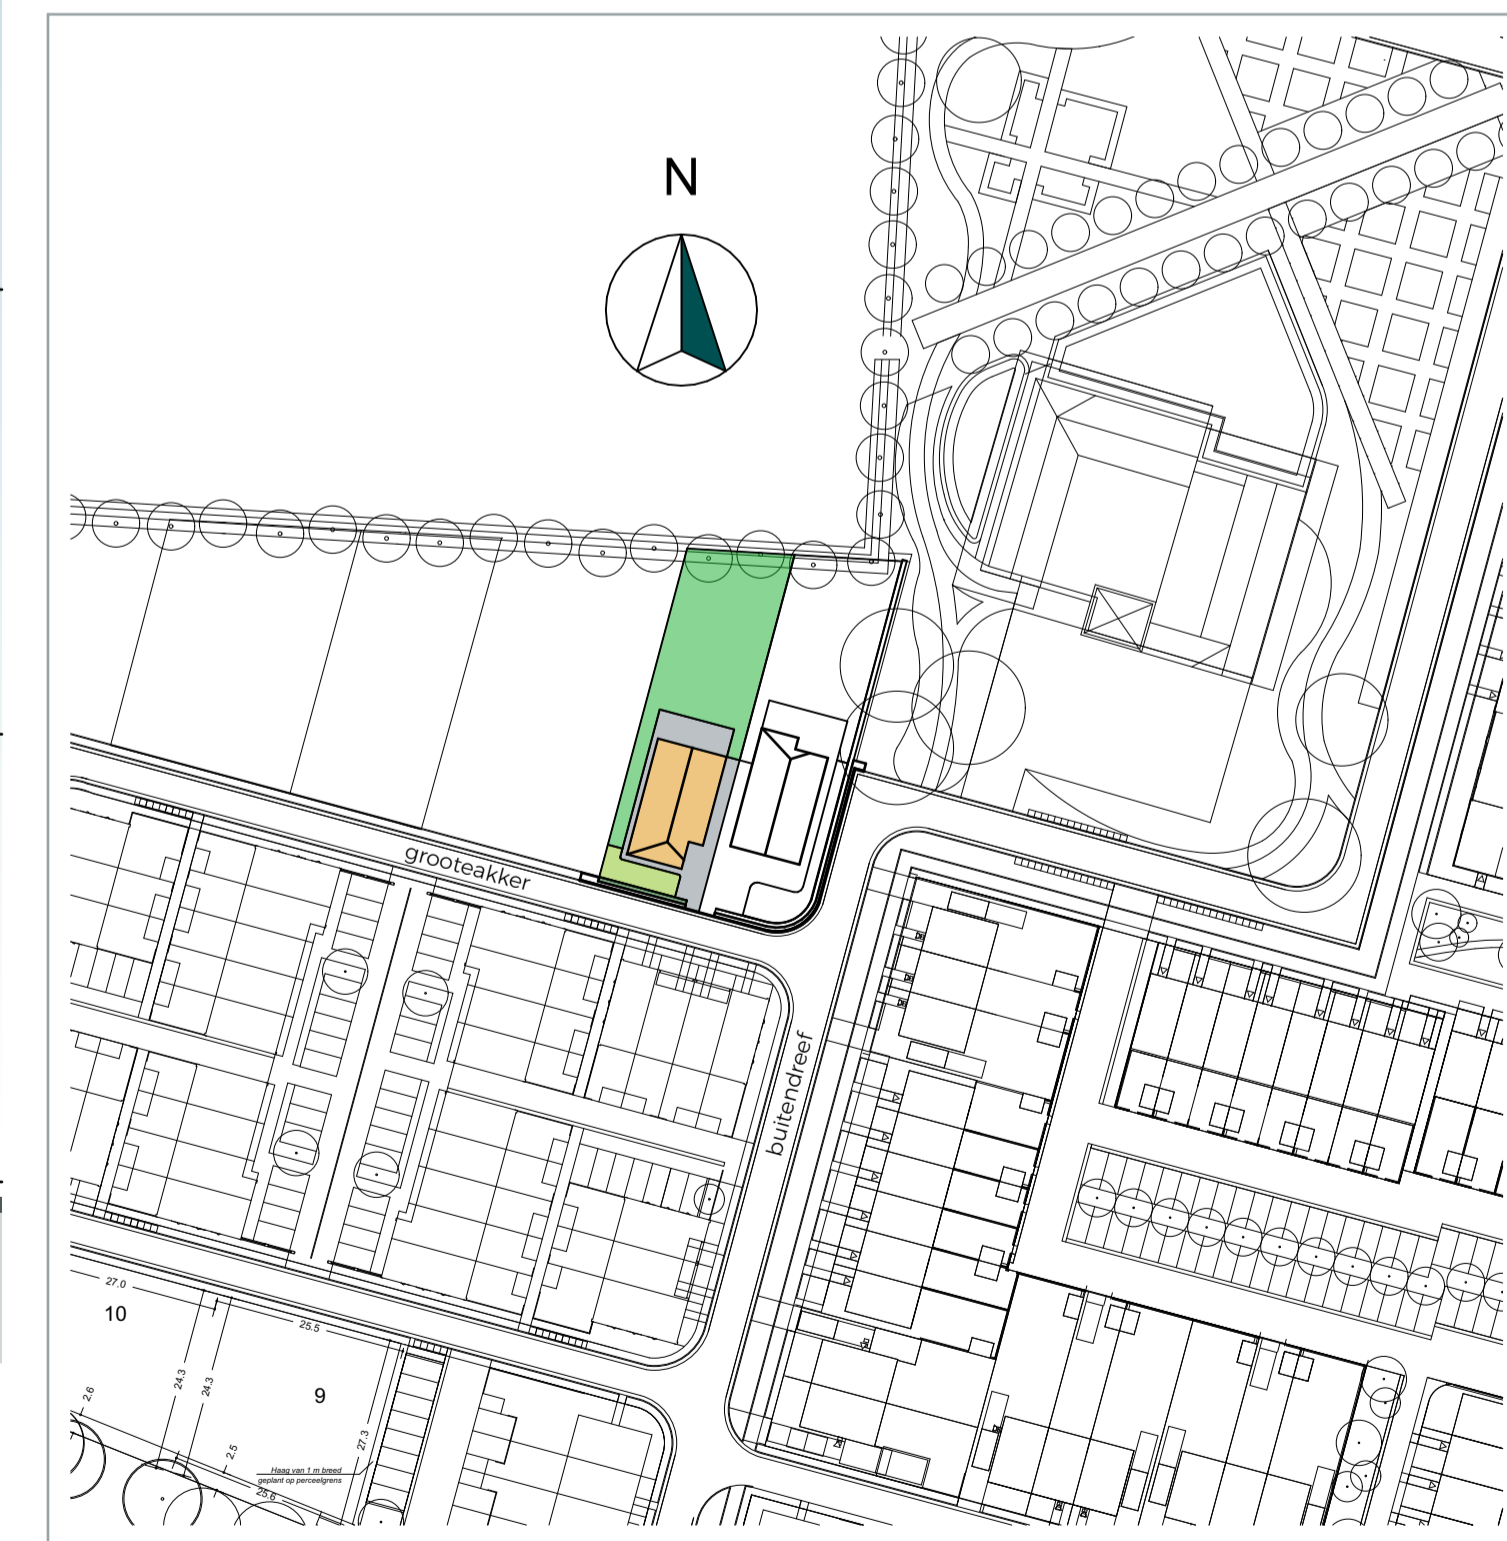 N
grooteakker
buitendreef
27.0
10
25.5
24.3
24.3
9
2.6
2.5
27.3
Haag van 1 m breed
geplant op perceelgrens
25.6